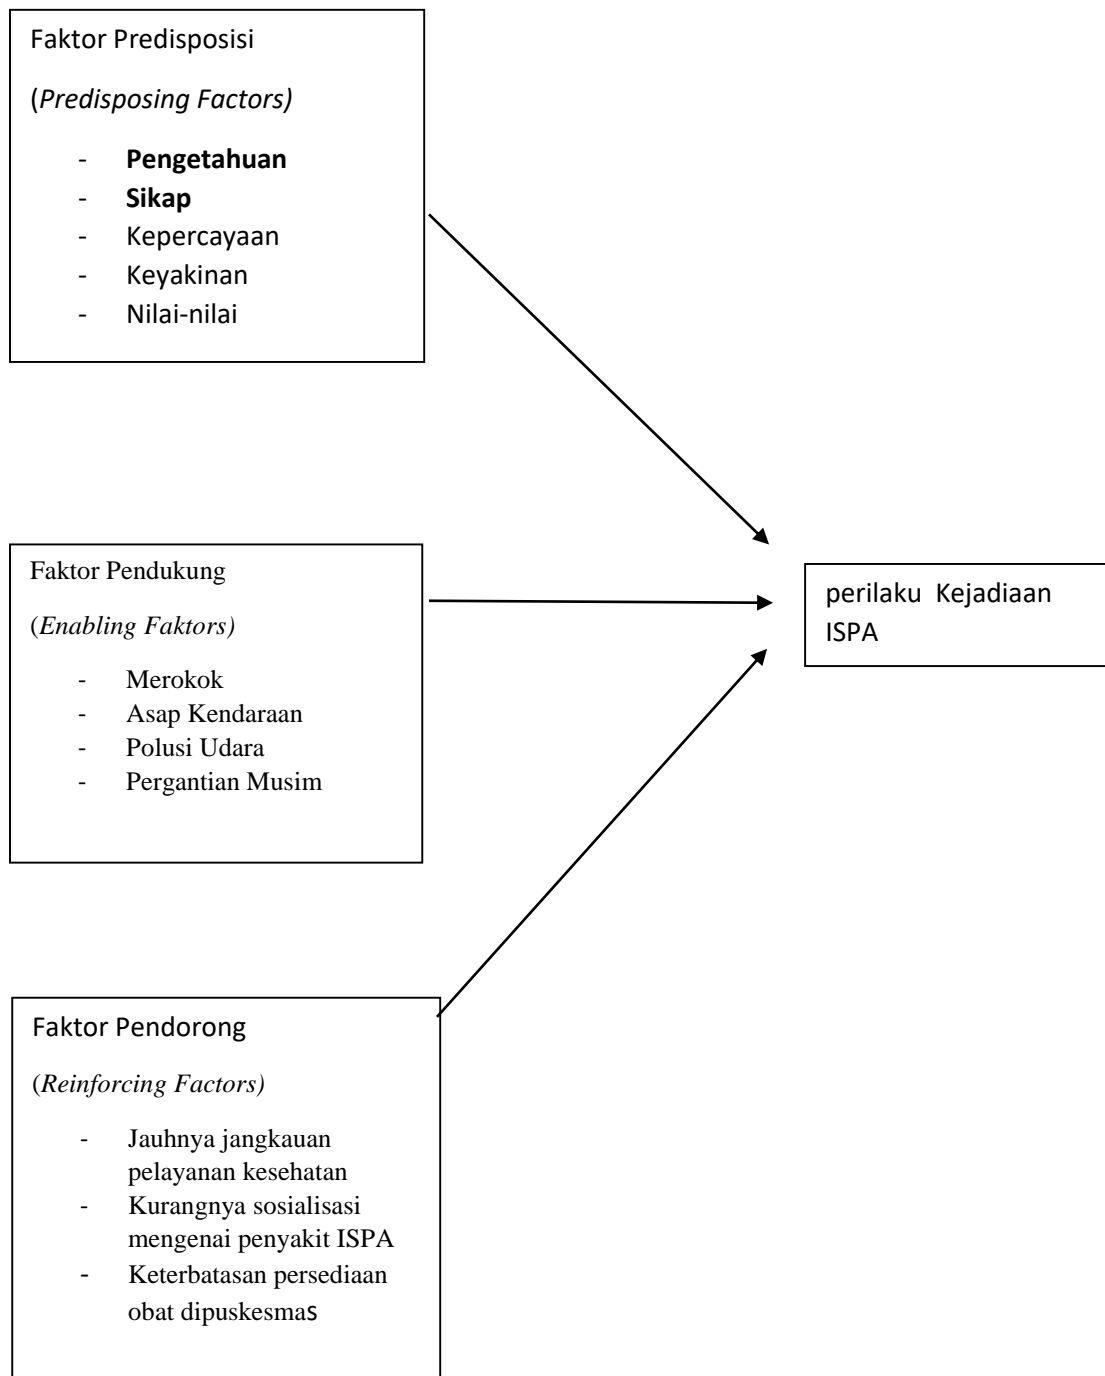 Faktor Predisposisi
(Predisposing Factors)
- Pengetahuan
- Sikap
- Kepercayaan
- Keyakinan
- Nilai-nilai
Faktor Pendukung
(Enabling Faktors)
- Merokok
- Asap Kendaraan
- Polusi Udara
- Pergantian Musim
perilaku Kejadiaan
ISPA
Faktor Pendorong
(Reinforcing Factors)
- Jauhnya jangkauan
pelayanan kesehatan
- Kurangnya sosialisasi
mengenai penyakit ISPA
- Keterbatasan persediaan
obat dipuskesmas